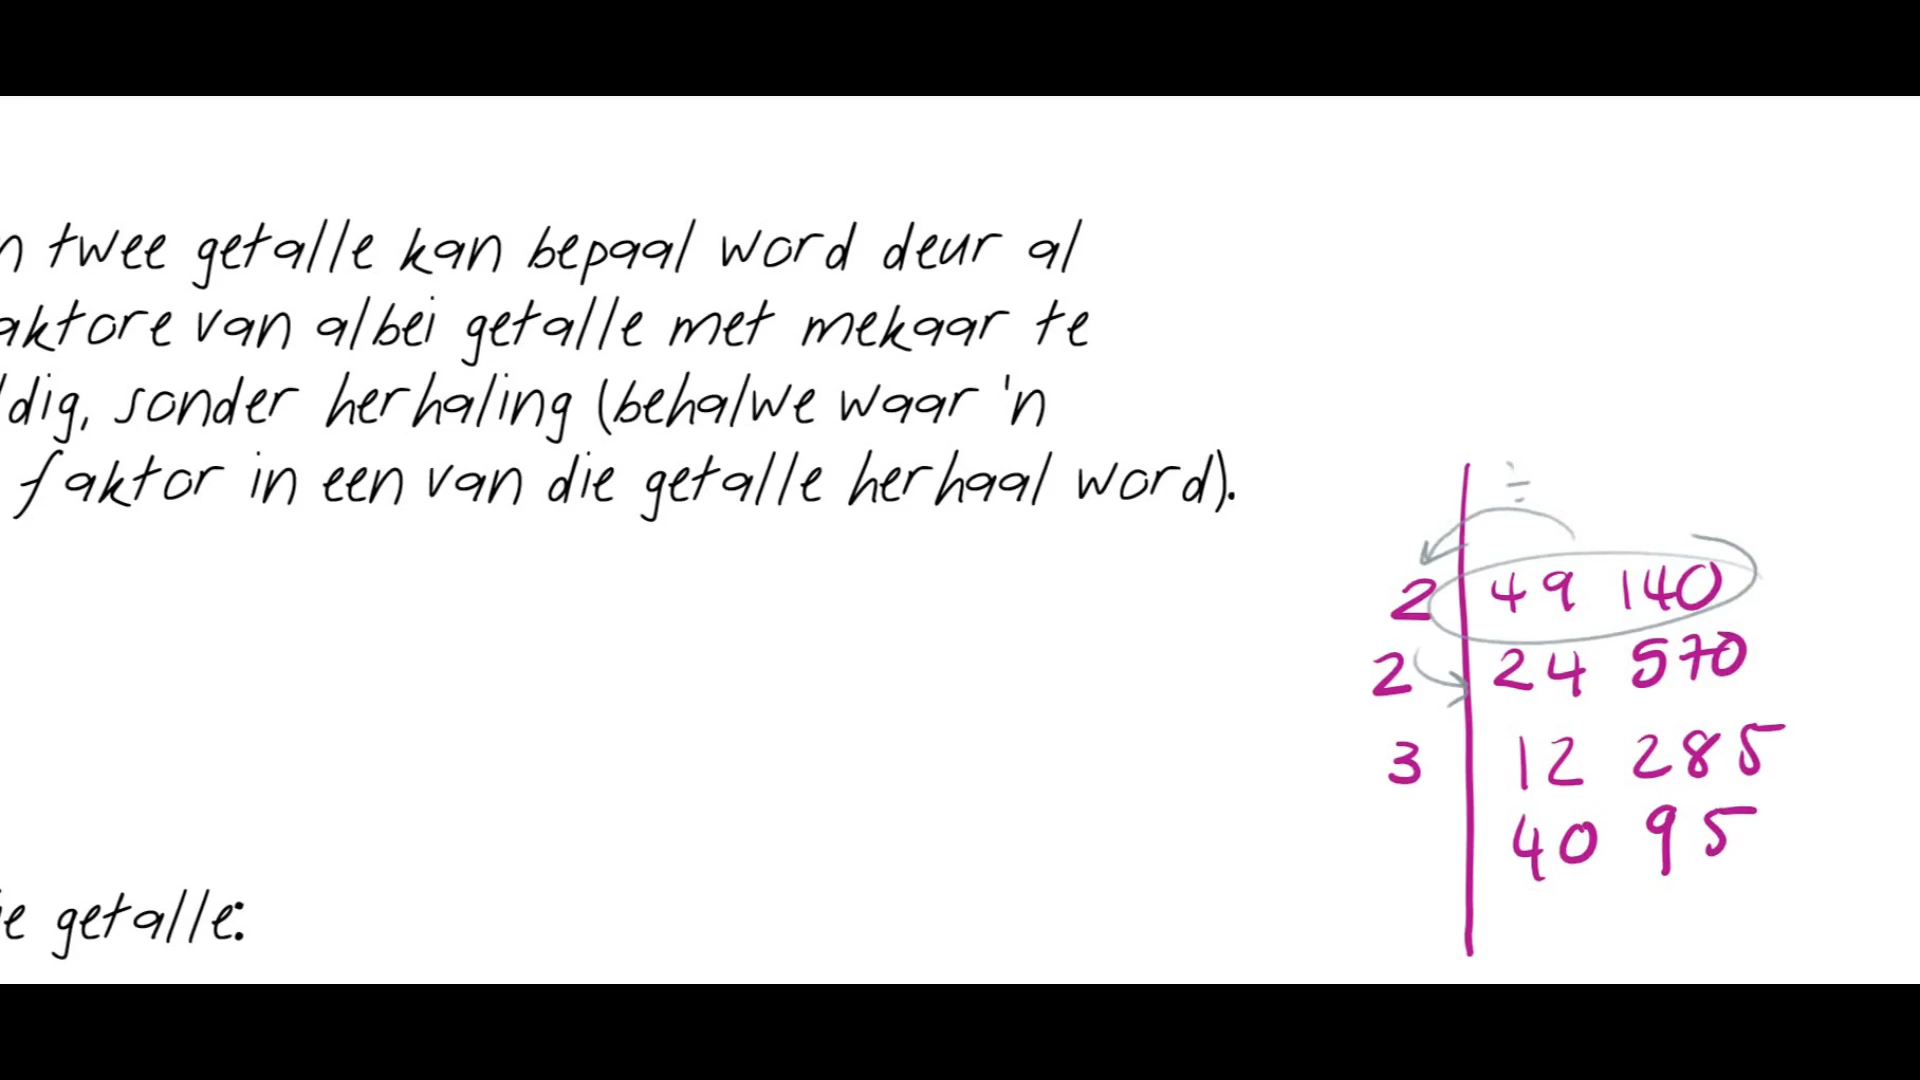 n twee getalle kan bepaal word deur al
aktore van albei getalle met mekaar te
ldig, sonder herhaling (behalwe waar 'n
faktor in een van die getalle herhaal word).
÷
2 49 140
2 24 570
3 12 285
40 95
ie getalle: